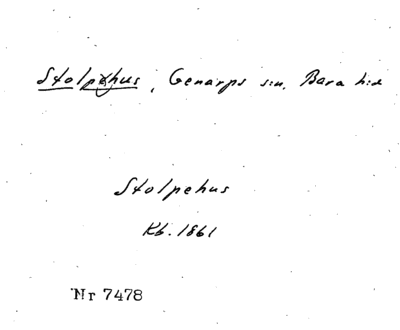 Stolpehus, Genarps sn, Bara hd
Stolpehus
Kb. 1861
Nr 7478